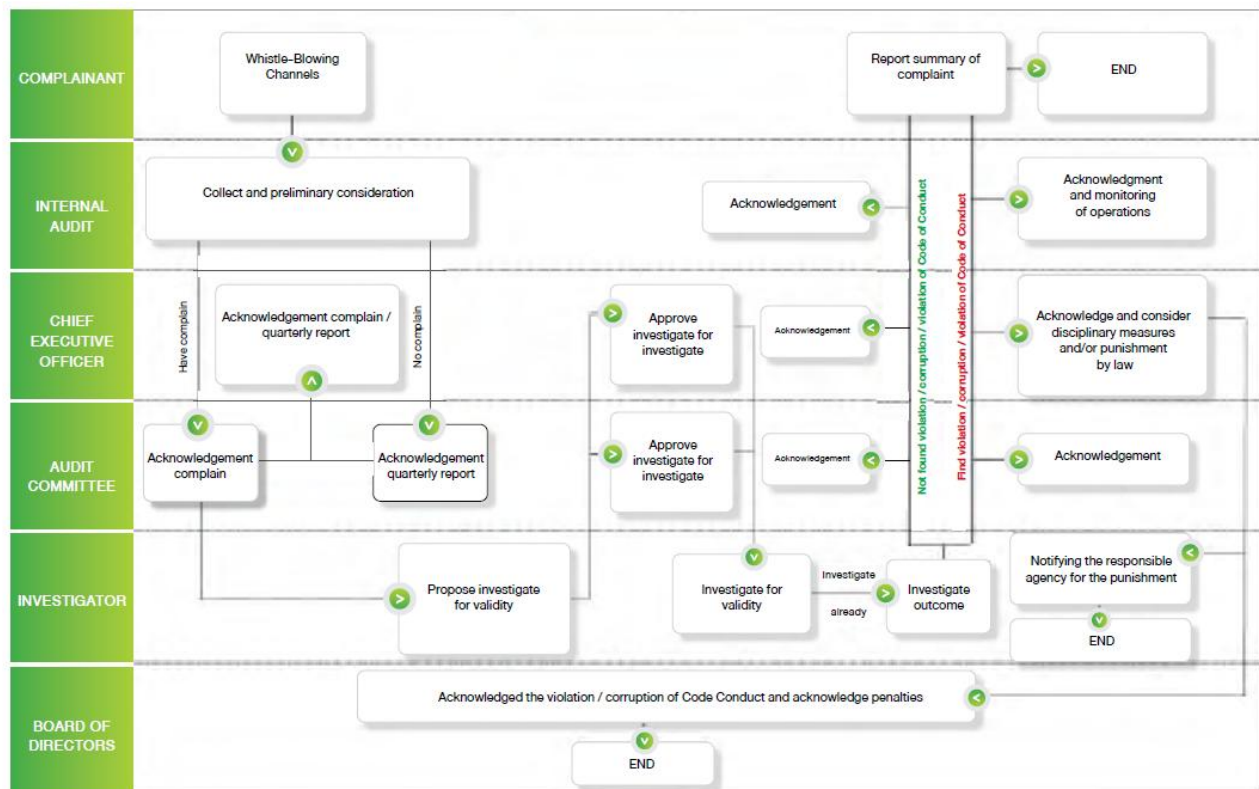 COMPLAINANT
Whistle-Blowing
Channels
Report summary of
complaint
END
INTERNAL
AUDIT
Collect and preliminary consideration
Acknowledgement
Acknowledgment
and monitoring
of operations
Not found violation / corruption / violation of Code of Conduct
Find violation / corruption / violation of Code of Conduct
CHIEF
EXECUTIVE
OFFICER
Have complain
Acknowledgement complain /
quarterly report
No complain
Approve
investigate for
investigate
Acknowledgement
Acknowledge and consider
disciplinary measures
and/or punishment
by law
AUDIT
COMMITTEE
Acknowledgement
complain
Acknowledgement
quarterly report
Approve
investigate for
investigate
Acknowledgement
Acknowledgement
INVESTIGATOR
Propose investigate
for validity
Investigate for
validity
Investigate
already
Investigate
outcome
Notifying the responsible
agency for the punishment
END
BOARD OF
DIRECTORS
Acknowledged the violation / corruption of Code Conduct and acknowledge penalties
END